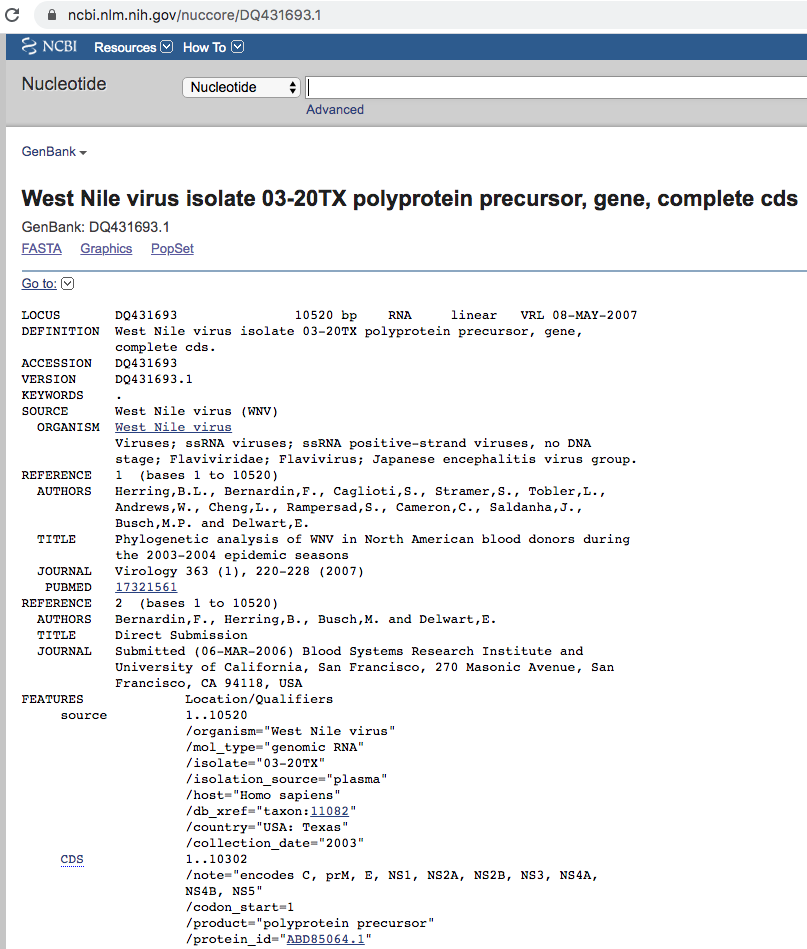 ncbi.nlm.nih.gov/nuccore/DQ431693.1
NCBI Resources How To
Nucleotide Nucleotide
Advanced
GenBank
West Nile virus isolate 03-20TX polyprotein precursor, gene, complete cds
GenBank: DQ431693.1
FASTA Graphics PopSet
Go to:
LOCUS DQ431693 10520 bp RNA linear VRL 08-MAY-2007
DEFINITION West Nile virus isolate 03-20TX polyprotein precursor, gene,
complete cds.
ACCESSION DQ431693
VERSION DQ431693.1
KEYWORDS .
SOURCE West Nile virus (WNV)
ORGANISM West Nile virus
Viruses; ssRNA viruses; ssRNA positive-strand viruses, no DNA
stage; Flaviviridae; Flavivirus; Japanese encephalitis virus group.
REFERENCE 1 (bases 1 to 10520)
AUTHORS Herring,B.L., Bernardin,F., Caglioti,S., Stramer,S., Tobler,L.,
Andrews,W., Cheng,L., Rampersad,S., Cameron,C., Saldanha,J.,
Busch,M.P. and Delwart,E.
TITLE Phylogenetic analysis of WNV in North American blood donors during
the 2003-2004 epidemic seasons
JOURNAL Virology 363 (1), 220-228 (2007)
PUBMED 17321561
REFERENCE 2 (bases 1 to 10520)
AUTHORS Bernardin,F., Herring,B., Busch,M. and Delwart,E.
TITLE Direct Submission
JOURNAL Submitted (06-MAR-2006) Blood Systems Research Institute and
University of California, San Francisco, 270 Masonic Avenue, San
Francisco, CA 94118, USA
FEATURES Location/Qualifiers
source 1..10520
/organism="West Nile virus"
/mol_type="genomic RNA"
/isolate="03-20TX"
/isolation_source="plasma"
/host="Homo sapiens"
/db_xref="taxon:11082"
/country="USA: Texas"
/collection_date="2003"
CDS 1..10302
/note="encodes C, prM, E, NS1, NS2A, NS2B, NS3, NS4A,
NS4B, NS5"
/codon_start=1
/product="polyprotein precursor"
/protein_id="ABD85064.1"